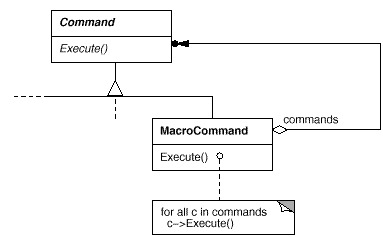 Command
Execute()
commands
MacroCommand
Execute()
for all c in commands
c->Execute()